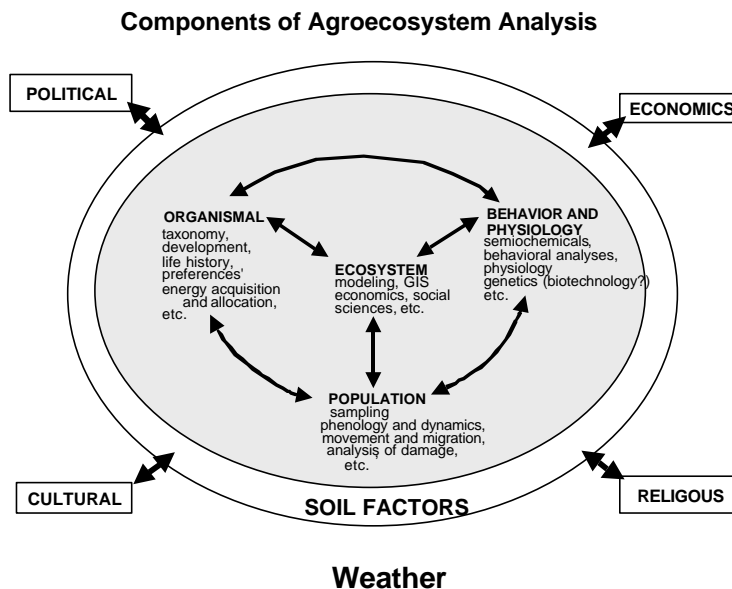 Components of Agroecosystem Analysis
POLITICAL
ECONOMICS
ORGANISMAL
taxonomy,
development,
life history,
preferences'
energy acquisition
and allocation,
etc.
BEHAVIOR AND
PHYSIOLOGY
semiochemicals,
behavioral analyses,
physiology
genetics (biotechnology?)
etc.
ECOSYSTEM
modeling, GIS
economics, social
sciences, etc.
POPULATION
sampling
phenology and dynamics,
movement and migration,
analysis of damage,
etc.
CULTURAL
SOIL FACTORS
RELIGOUS
Weather